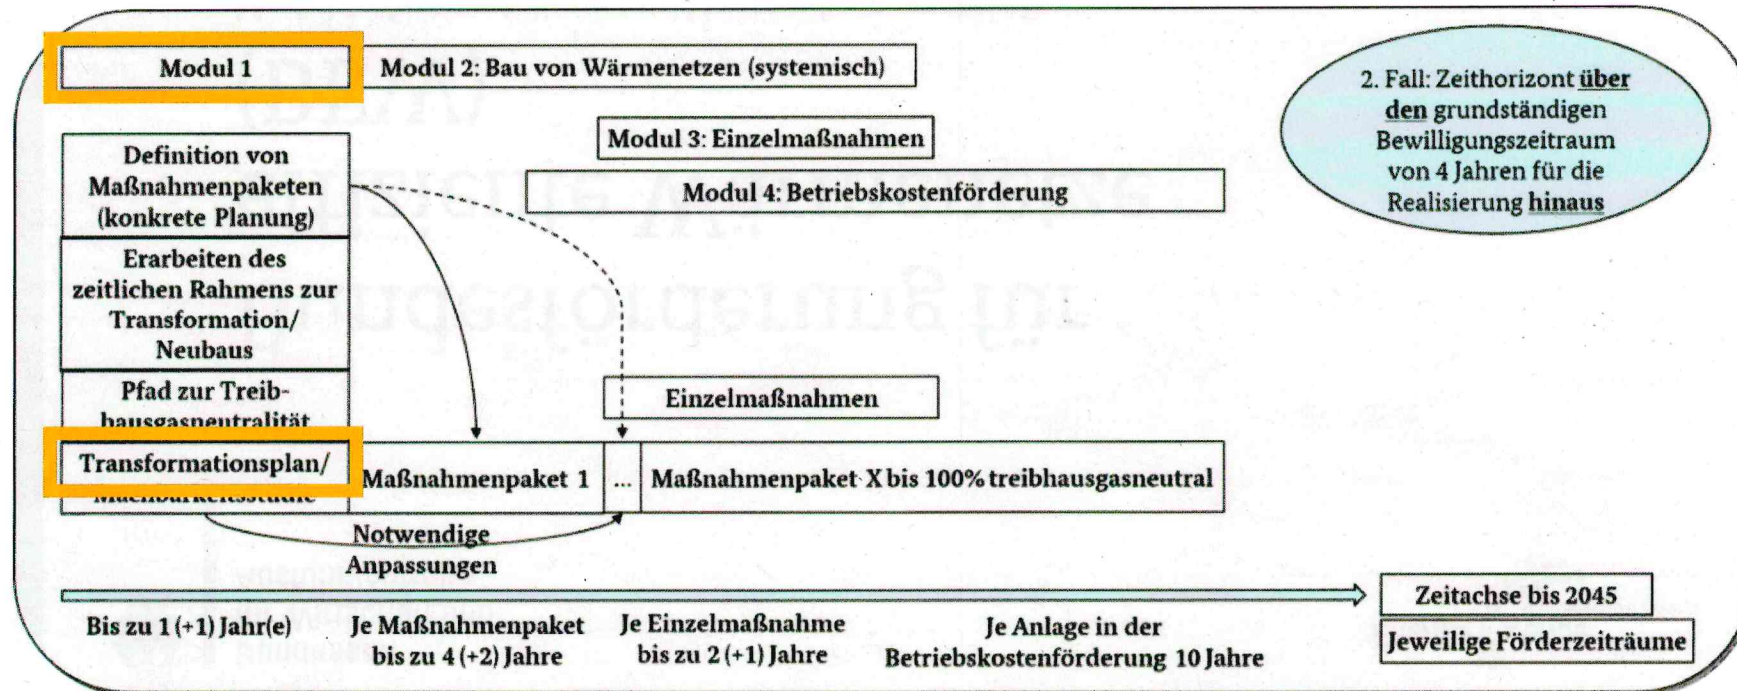 Modul 1
Modul 2: Bau von Wärmenetzen (systemisch)
2. Fall: Zeithorizont über
den grundständigen
Bewilligungszeitraum
von 4 Jahren für die
Realisierung hinaus
Modul 3: Einzelmaßnahmen
Modul 4: Betriebskostenförderung
Definition von
Maßnahmenpaketen
(konkrete Planung)
Erarbeiten des
zeitlichen Rahmens zur
Transformation/
Neubaus
Pfad zur Treib-
hausgasneutralität
Einzelmaßnahmen
Transformationsplan/
Machbarkeitsstudie
Maßnahmenpaket 1
...
Maßnahmenpaket X bis 100% treibhausgasneutral
Notwendige
Anpassungen
Zeitachse bis 2045
Bis zu 1 (+1) Jahr(e)
Je Maßnahmenpaket
bis zu 4 (+2) Jahre
Je Einzelmaßnahme
bis zu 2 (+1) Jahre
Je Anlage in der
Betriebskostenförderung 10 Jahre
Jeweilige Förderzeiträume